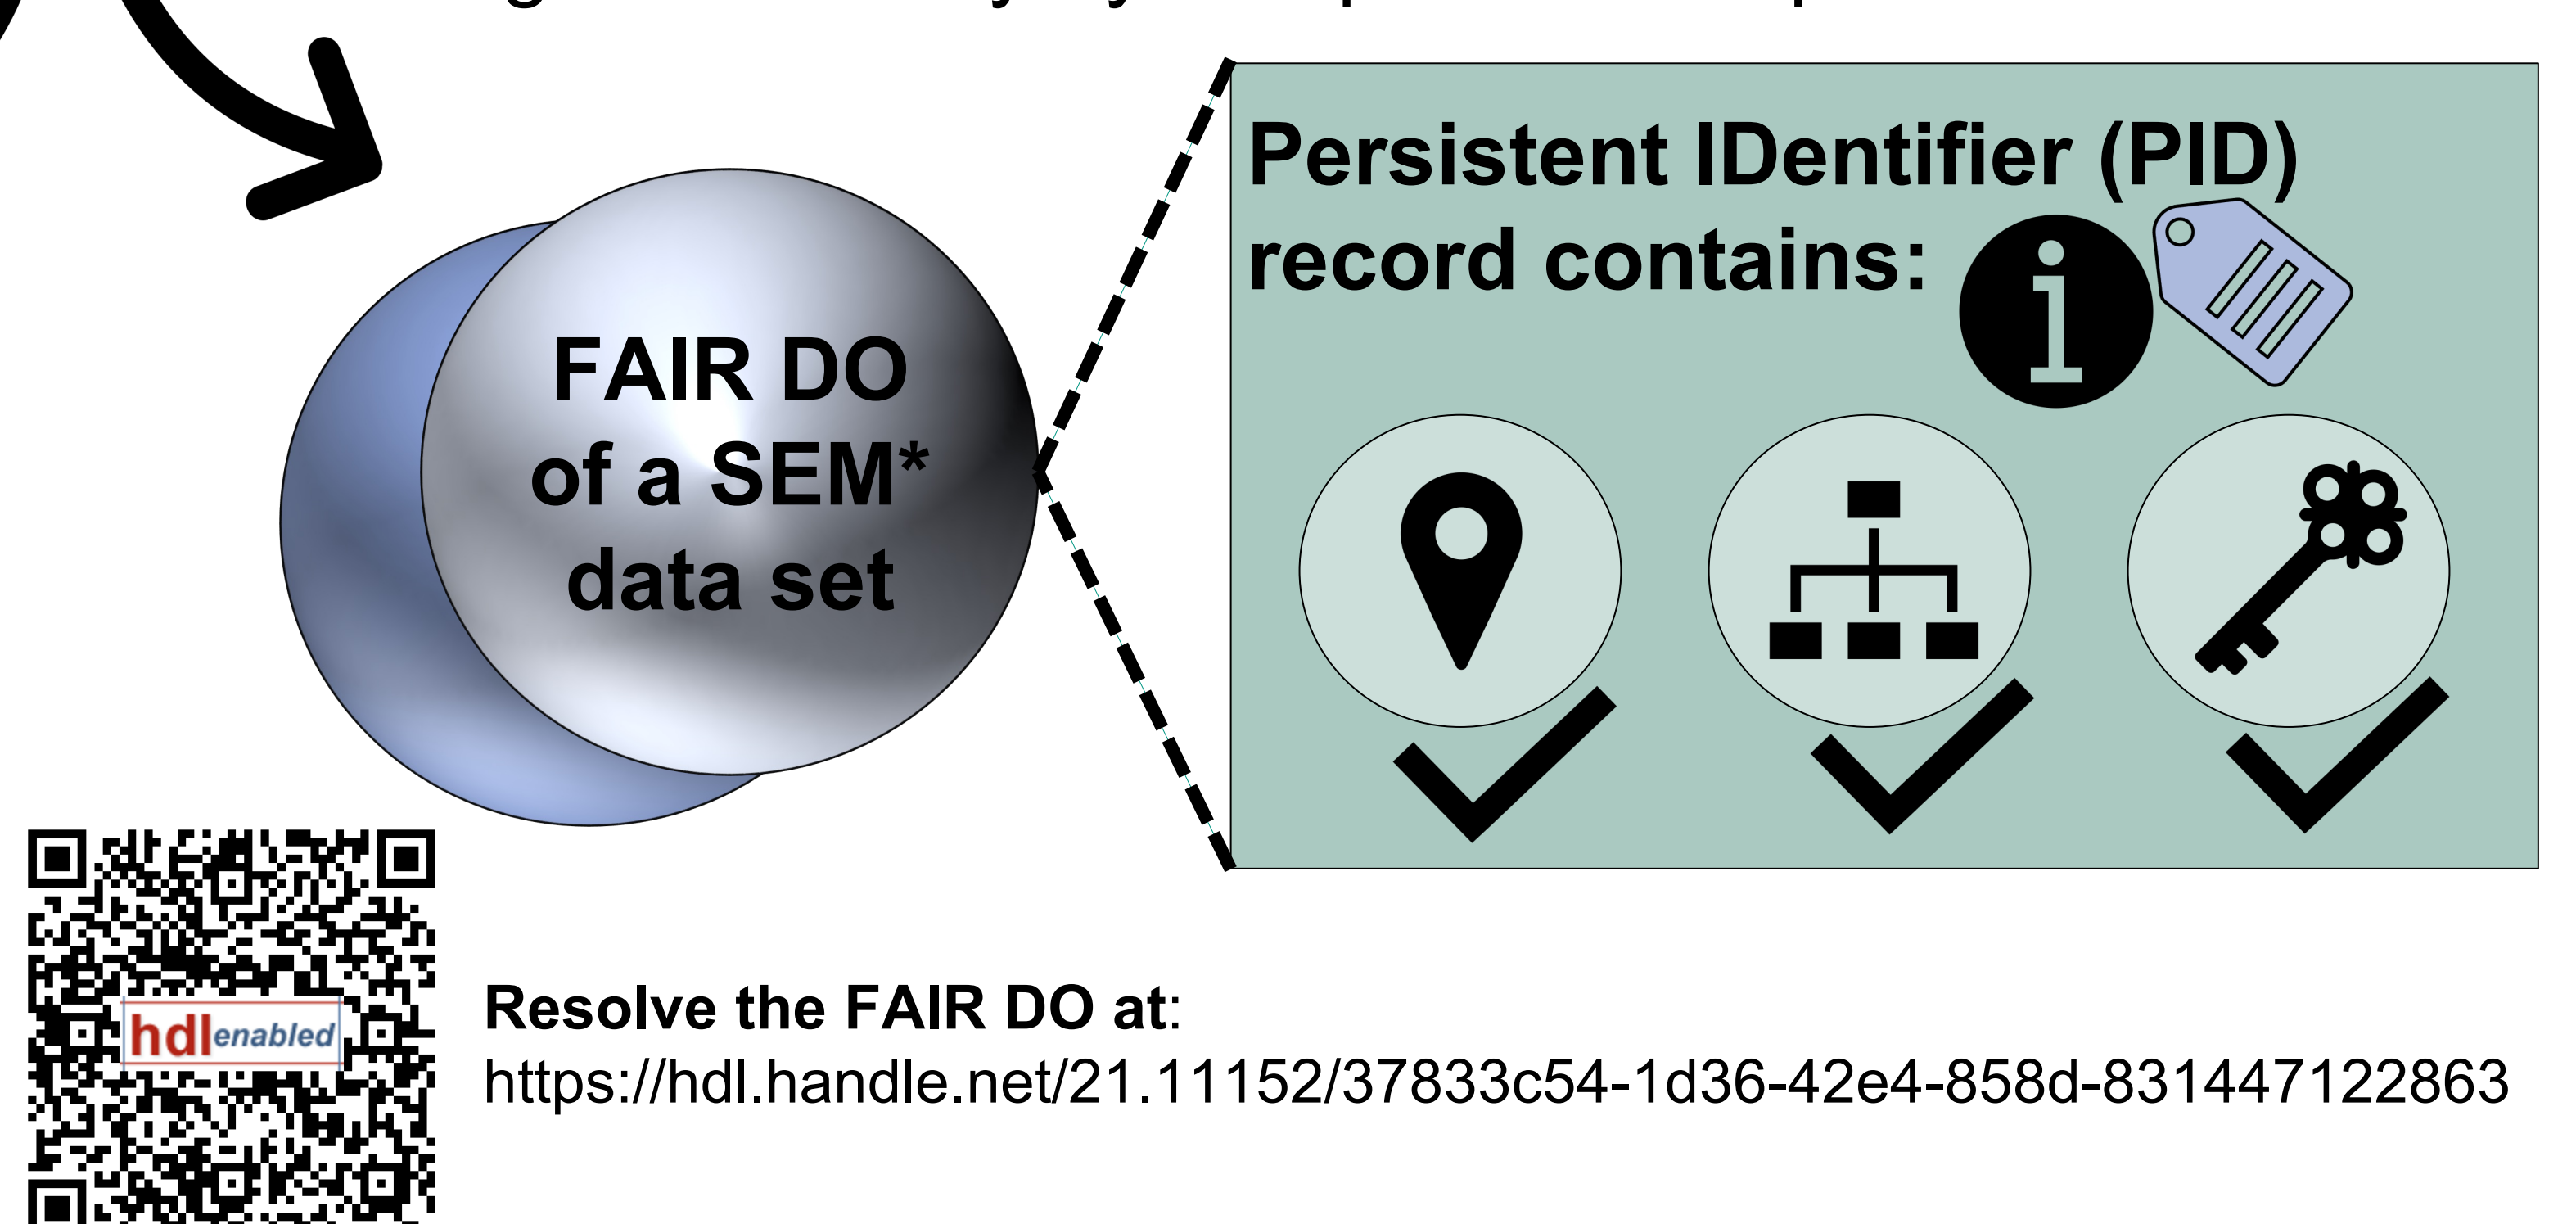 Persistent IDentifier (PID)
record contains:
FAIR DO
of a SEM*
data set
hdl enabled
Resolve the FAIR DO at:
https://hdl.handle.net/21.11152/37833c54-1d36-42e4-858d-831447122863